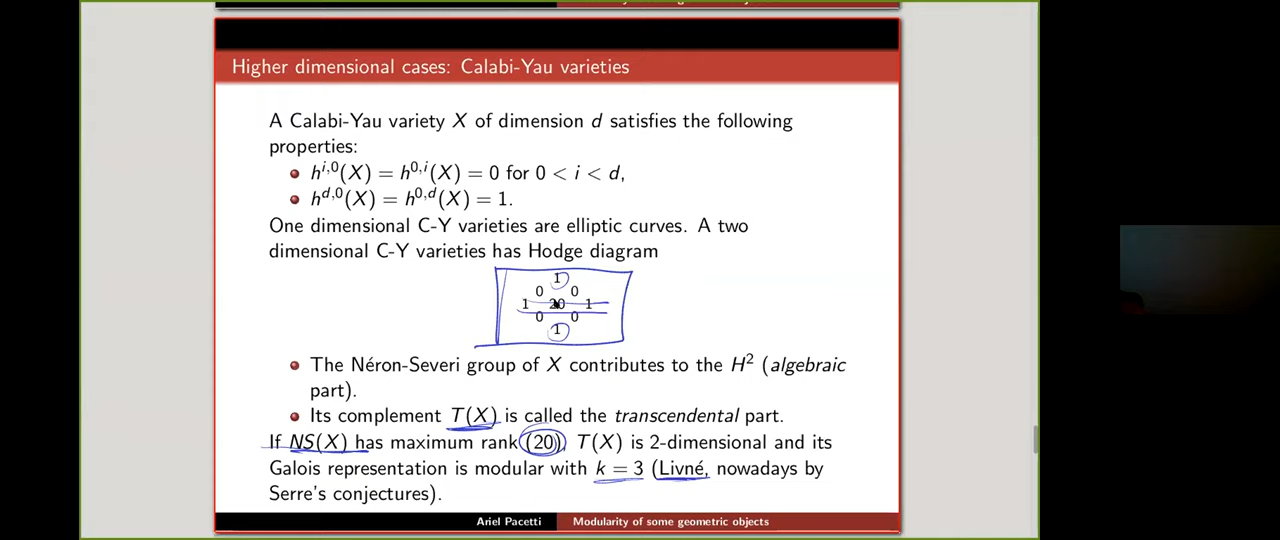 Higher dimensional cases: Calabi-Yau varieties
A Calabi-Yau variety X of dimension d satisfies the following
properties:
h^{i,0}(X) = h^{0,i}(X) = 0 for 0 < i < d,
h^{d,0}(X) = h^{0,d}(X) = 1.
One dimensional C-Y varieties are elliptic curves. A two
dimensional C-Y varieties has Hodge diagram
1
0 0
1 20 1
0 0
1
The Néron-Severi group of X contributes to the H² (algebraic
part).
Its complement T(X) is called the transcendental part.
If NS(X) has maximum rank (20), T(X) is 2-dimensional and its
Galois representation is modular with k = 3 (Livné, nowadays by
Serre's conjectures).
Ariel Pacetti Modularity of some geometric objects